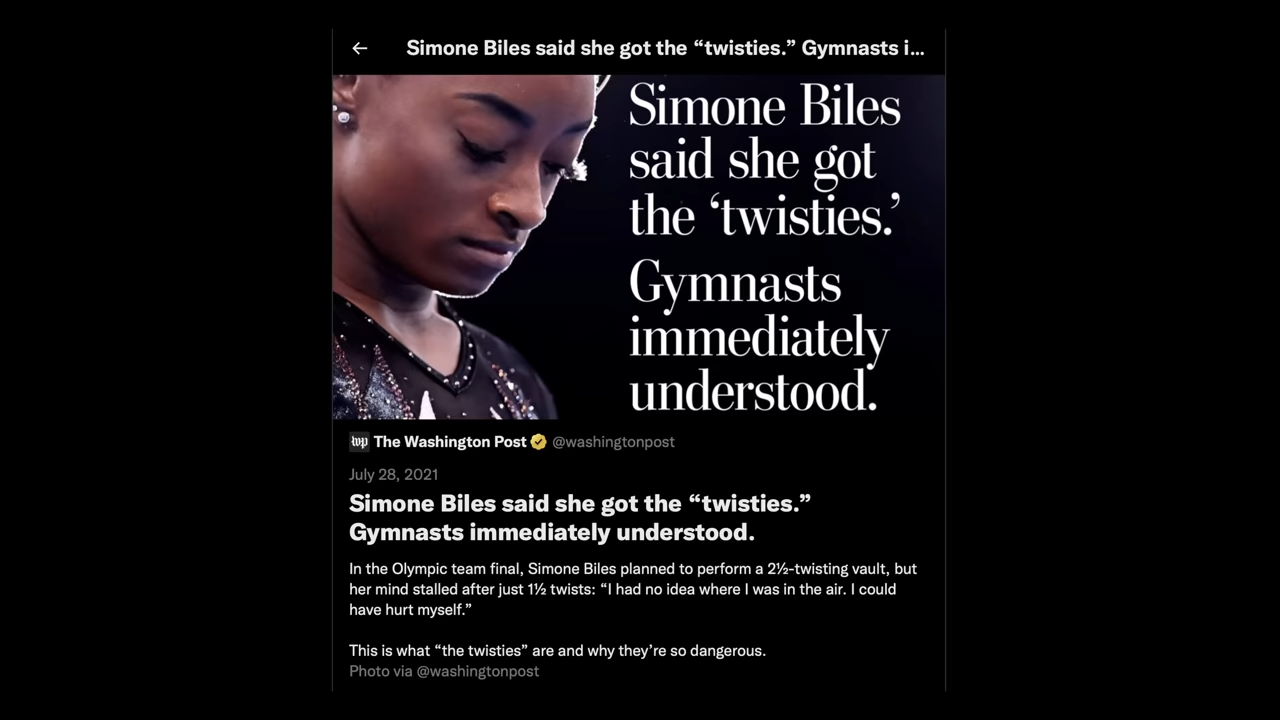 ← Simone Biles said she got the “twisties.” Gymnasts i...
Simone Biles
said she got
the ‘twisties.’
Gymnasts
immediately
understood.
wp The Washington Post @washingtonpost
July 28, 2021
Simone Biles said she got the “twisties.”
Gymnasts immediately understood.
In the Olympic team final, Simone Biles planned to perform a 2½-twisting vault, but
her mind stalled after just 1½ twists: “I had no idea where I was in the air. I could
have hurt myself.”
This is what “the twisties” are and why they’re so dangerous.
Photo via @washingtonpost